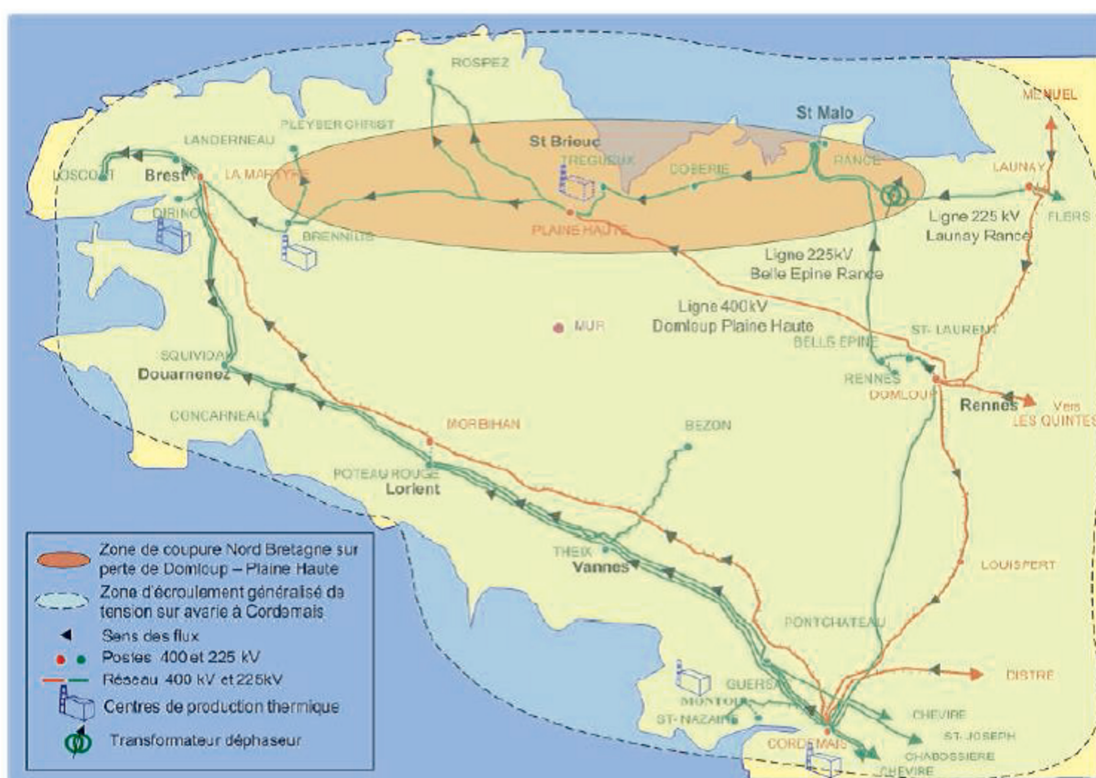 ROSPEZ
MENUEL
PLEYBER CHRIST
LANDERNEAU
St Malo
St Brieuc
TREGUEUX
COBERIE
RANCE
LAUNAY
LOSCOAT
Brest
LA MARTYRE
FLERS
DIRINON
BRENNILIS
PLAINE HAUTE
Ligne 225 kV
Launay Rance
Ligne 225kV
Belle Epine Rance
Ligne 400kV
Domloup Plaine Haute
MUR
ST- LAURENT
BELLE EPINE
SQUIVIDAN
Douarnenez
RENNES
DOMLOUP
Rennes
Vers
LES QUINTES
CONCARNEAU
MORBIHAN
BEZON
POTEAU ROUGE
Lorient
THEIX
Vannes
LOUISFERT
PONTCHATEAU
DISTRE
GUERSAC
MONTOIR
ST- NAZAIRE
CHEVIRE
ST- JOSEPH
CORDEMAIS
CHABOSSIERE
CHEVIRE
Zone de coupure Nord Bretagne sur
perte de Domloup – Plaine Haute
Zone d'écroulement généralisé de
tension sur avarie à Cordemais
Sens des flux
Postes 400 et 225 kV
Réseau 400 kV et 225kV
Centres de production thermique
Transformateur déphaseur